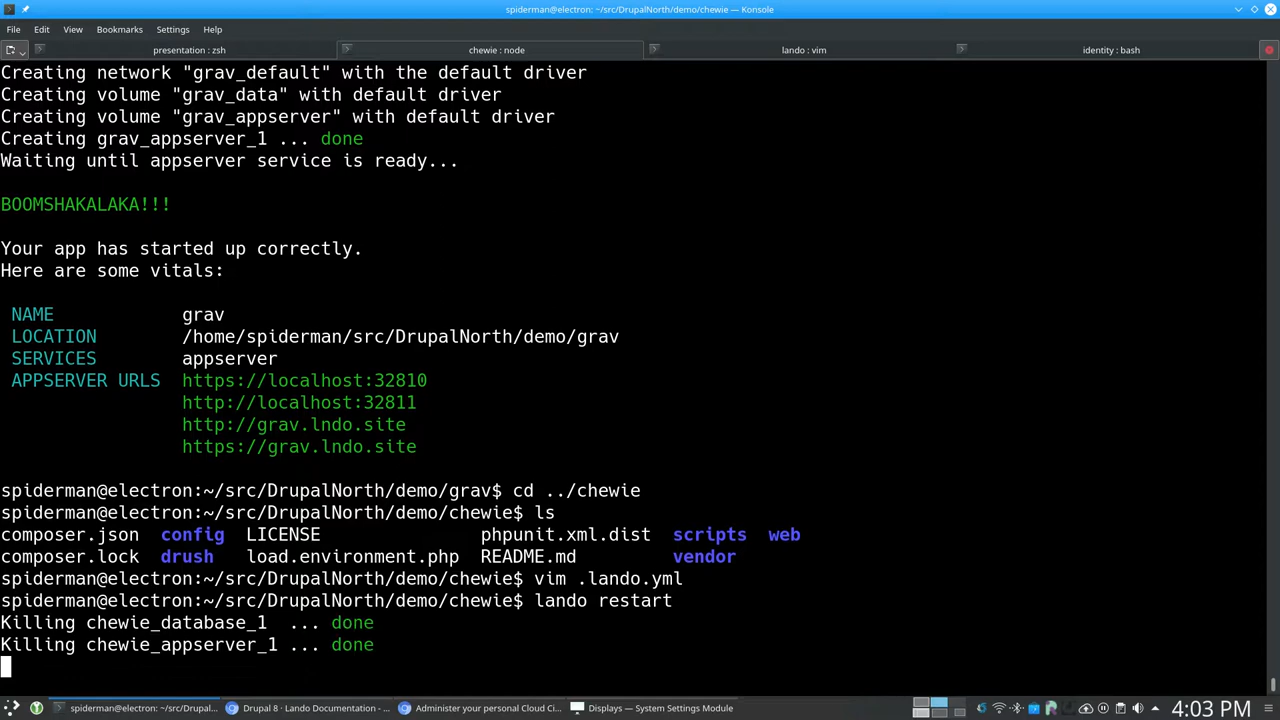 spiderman@electron: ~/src/DrupalNorth/demo/chewie — Konsole
File Edit View Bookmarks Settings Help
presentation : zsh chewie : node lando : vim identity : bash
Creating network "grav_default" with the default driver
Creating volume "grav_data" with default driver
Creating volume "grav_appserver" with default driver
Creating grav_appserver_1 ... done
Waiting until appserver service is ready...
BOOMSHAKALAKA!!!
Your app has started up correctly.
Here are some vitals:
NAME grav
LOCATION /home/spiderman/src/DrupalNorth/demo/grav
SERVICES appserver
APPSERVER URLS https://localhost:32810
http://localhost:32811
http://grav.lndo.site
https://grav.lndo.site
spiderman@electron:~/src/DrupalNorth/demo/grav$ cd ../chewie
spiderman@electron:~/src/DrupalNorth/demo/chewie$ ls
composer.json config LICENSE phpunit.xml.dist scripts web
composer.lock drush load.environment.php README.md vendor
spiderman@electron:~/src/DrupalNorth/demo/chewie$ vim .lando.yml
spiderman@electron:~/src/DrupalNorth/demo/chewie$ lando restart
Killing chewie_database_1 ... done
Killing chewie_appserver_1 ... done
spiderman@electron: ~/src/Drupal... Drupal 8 · Lando Documentation - ... Administer your personal Cloud Ci... Displays — System Settings Module 4:03 PM